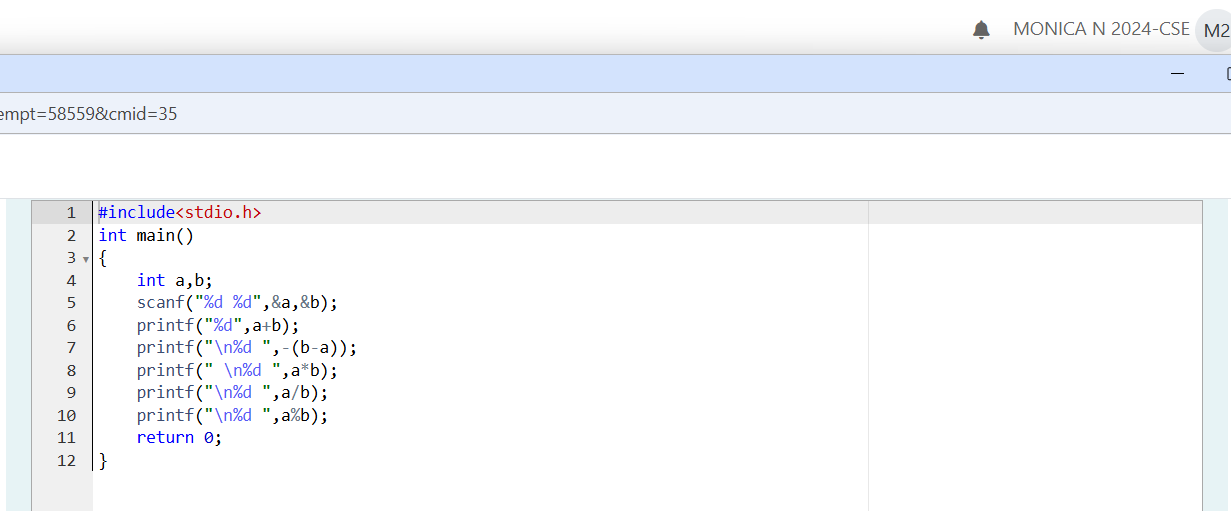 MONICA N 2024-CSE M2
empt=58559&cmid=35
1 #include<stdio.h>
2 int main()
3 {
4 int a,b;
5 scanf("%d %d",&a,&b);
6 printf("%d",a+b);
7 printf("\n%d ",-(b-a));
8 printf(" \n%d ",a*b);
9 printf("\n%d ",a/b);
10 printf("\n%d ",a%b);
11 return 0;
12 }